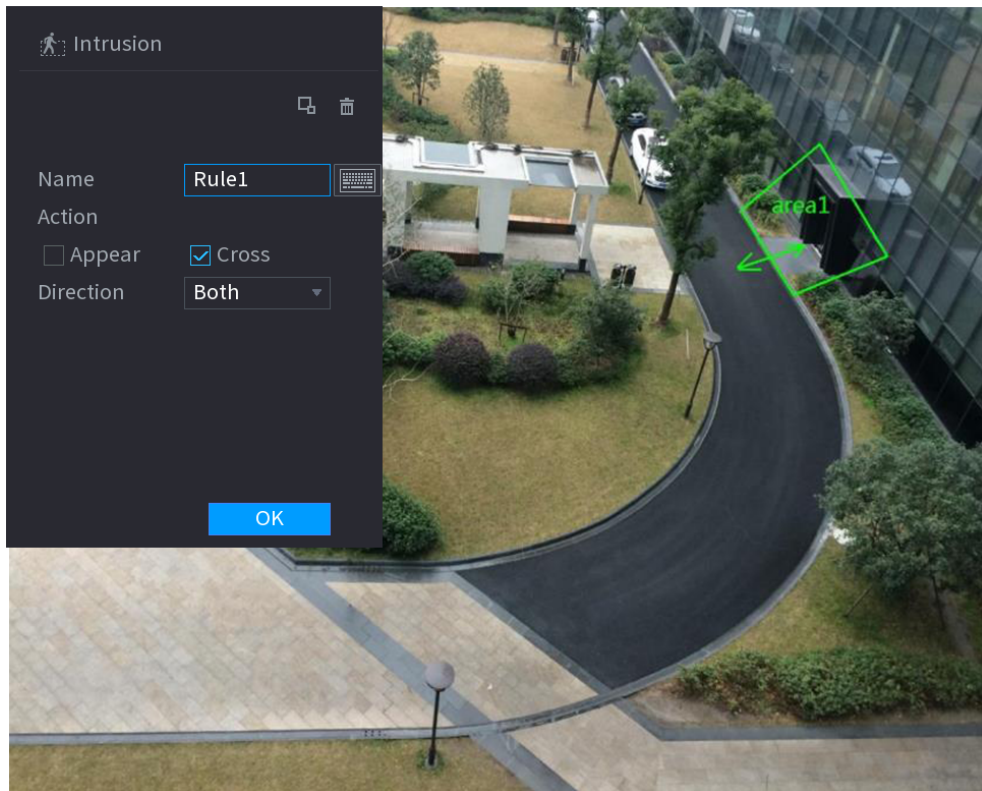 Intrusion
Name Rule1
Action
Appear Cross
Direction Both
OK
area1